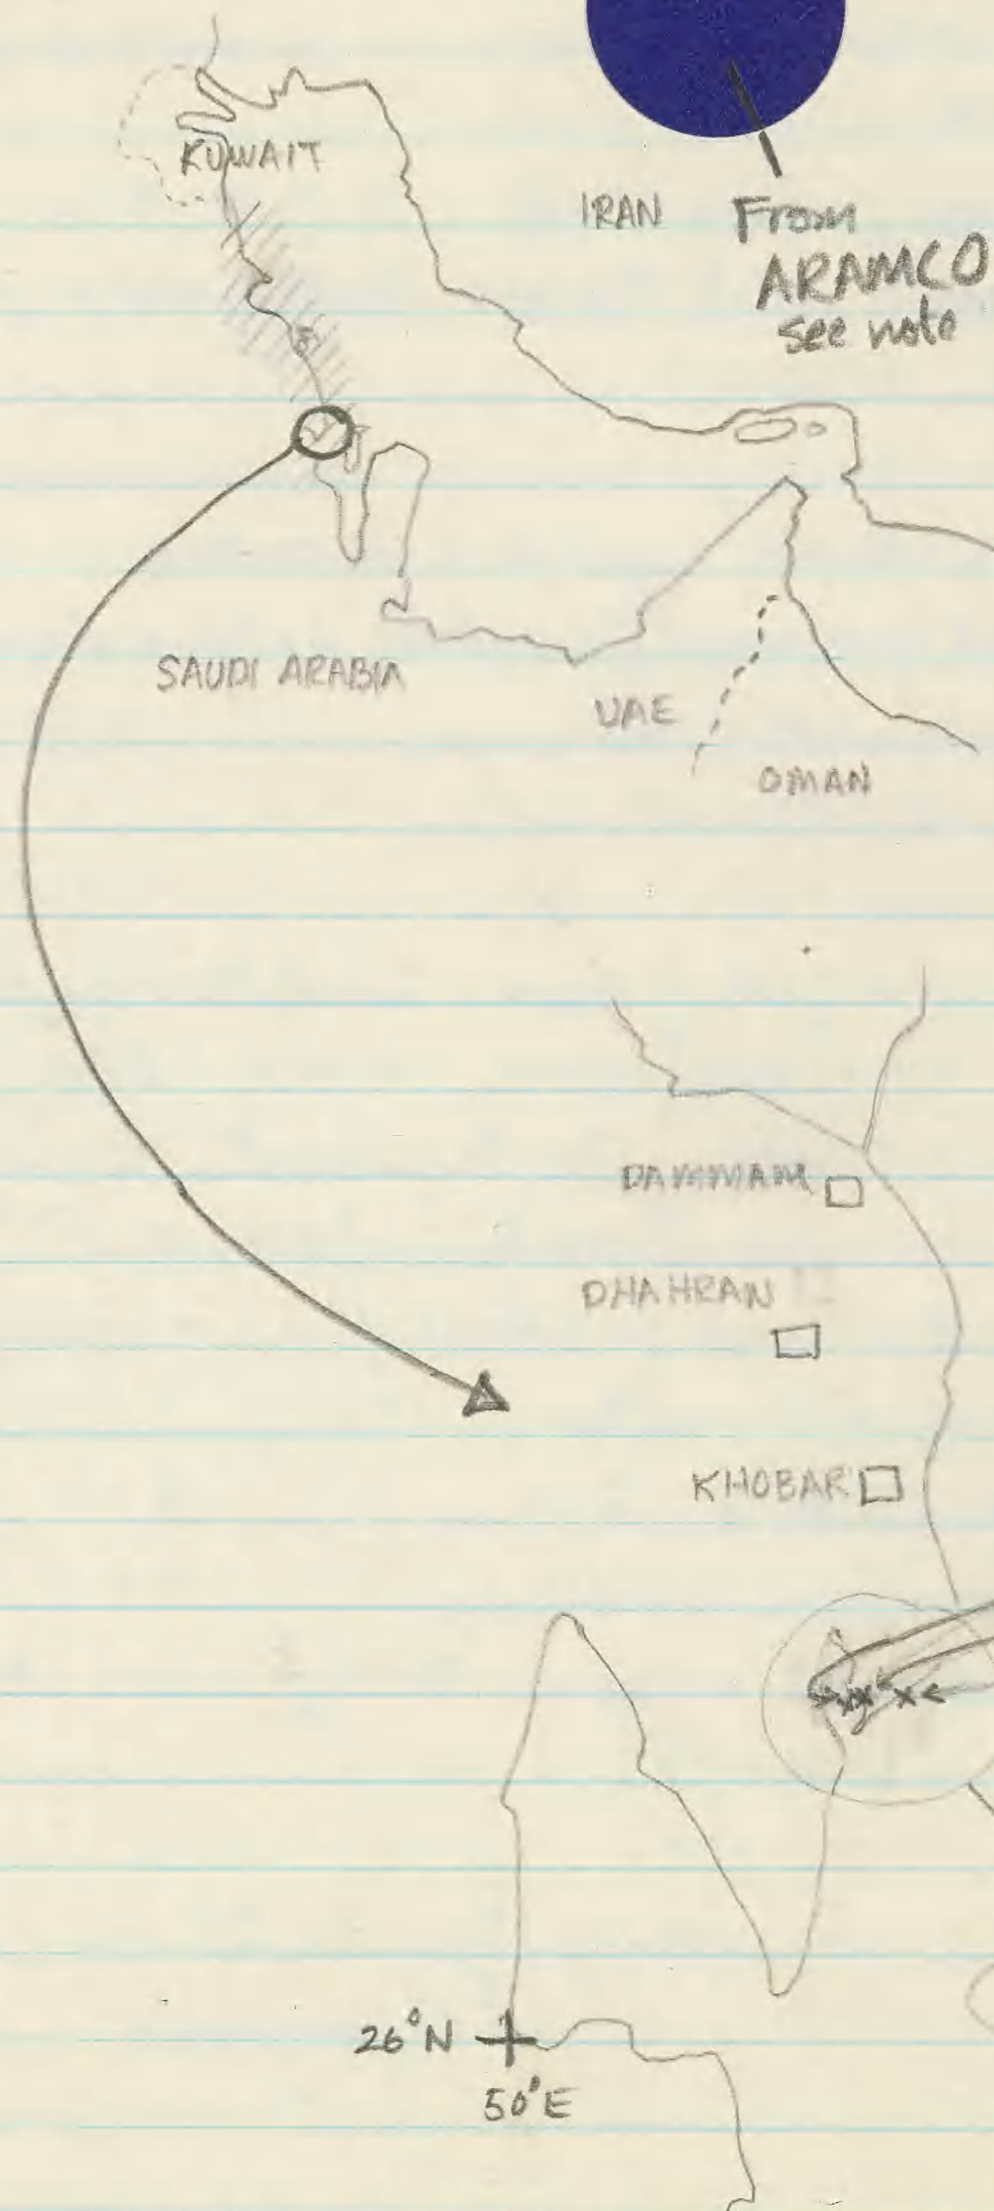 KUWAIT
IRAN
From
ARAMCO
see note
SAUDI ARABIA
UAE
OMAN
DAMMAM
DHAHRAN
KHOBAR
26°N
50°E